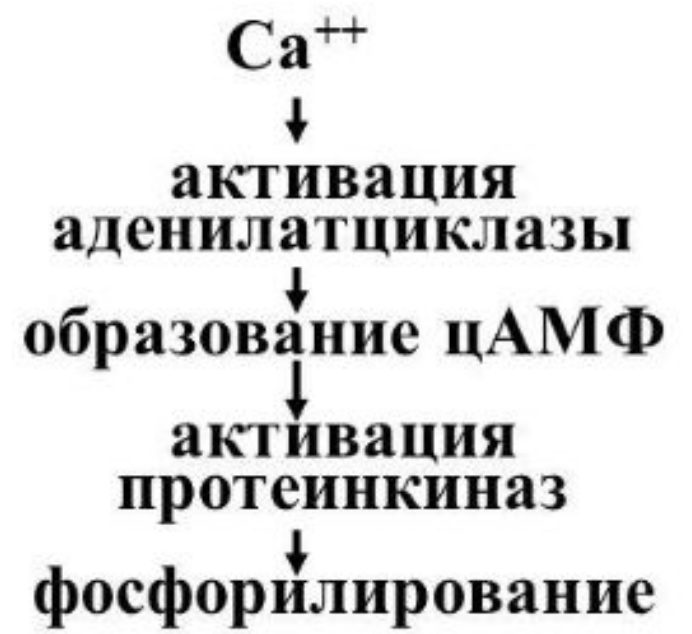 Ca⁺⁺
активация
аденилатциклазы
образование цАМФ
активация
протеинкиназ
фосфорилирование